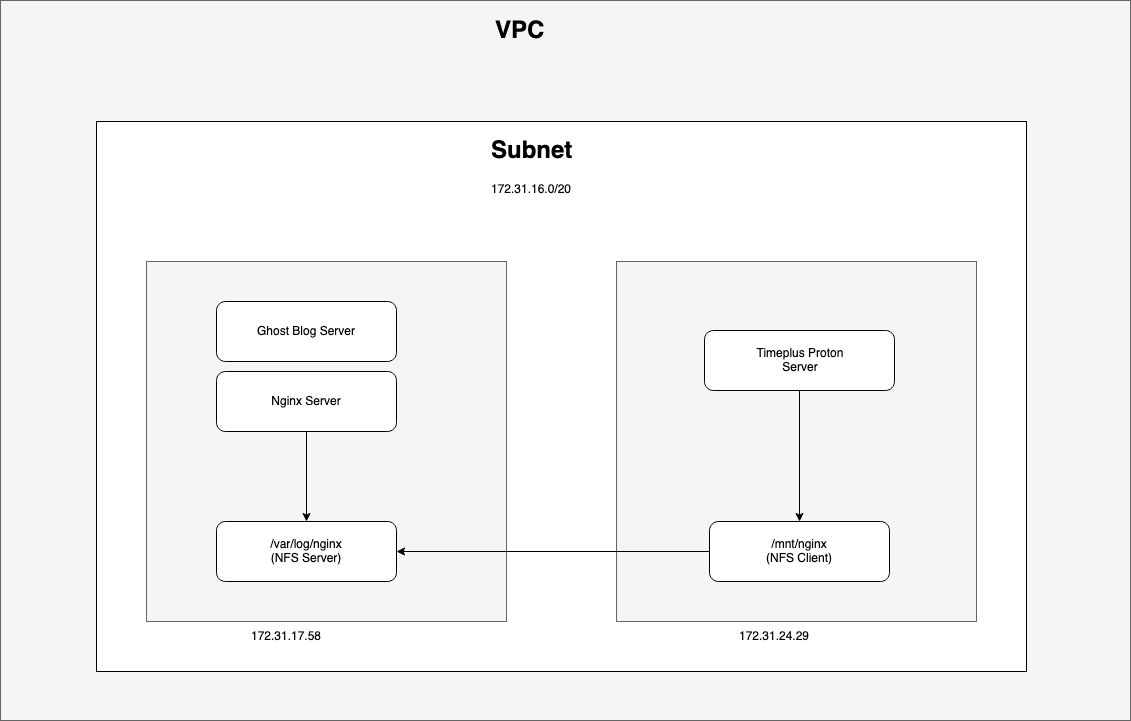 VPC
Subnet
172.31.16.0/20
Ghost Blog Server
Nginx Server
/var/log/nginx
(NFS Server)
172.31.17.58
Timeplus Proton
Server
/mnt/nginx
(NFS Client)
172.31.24.29